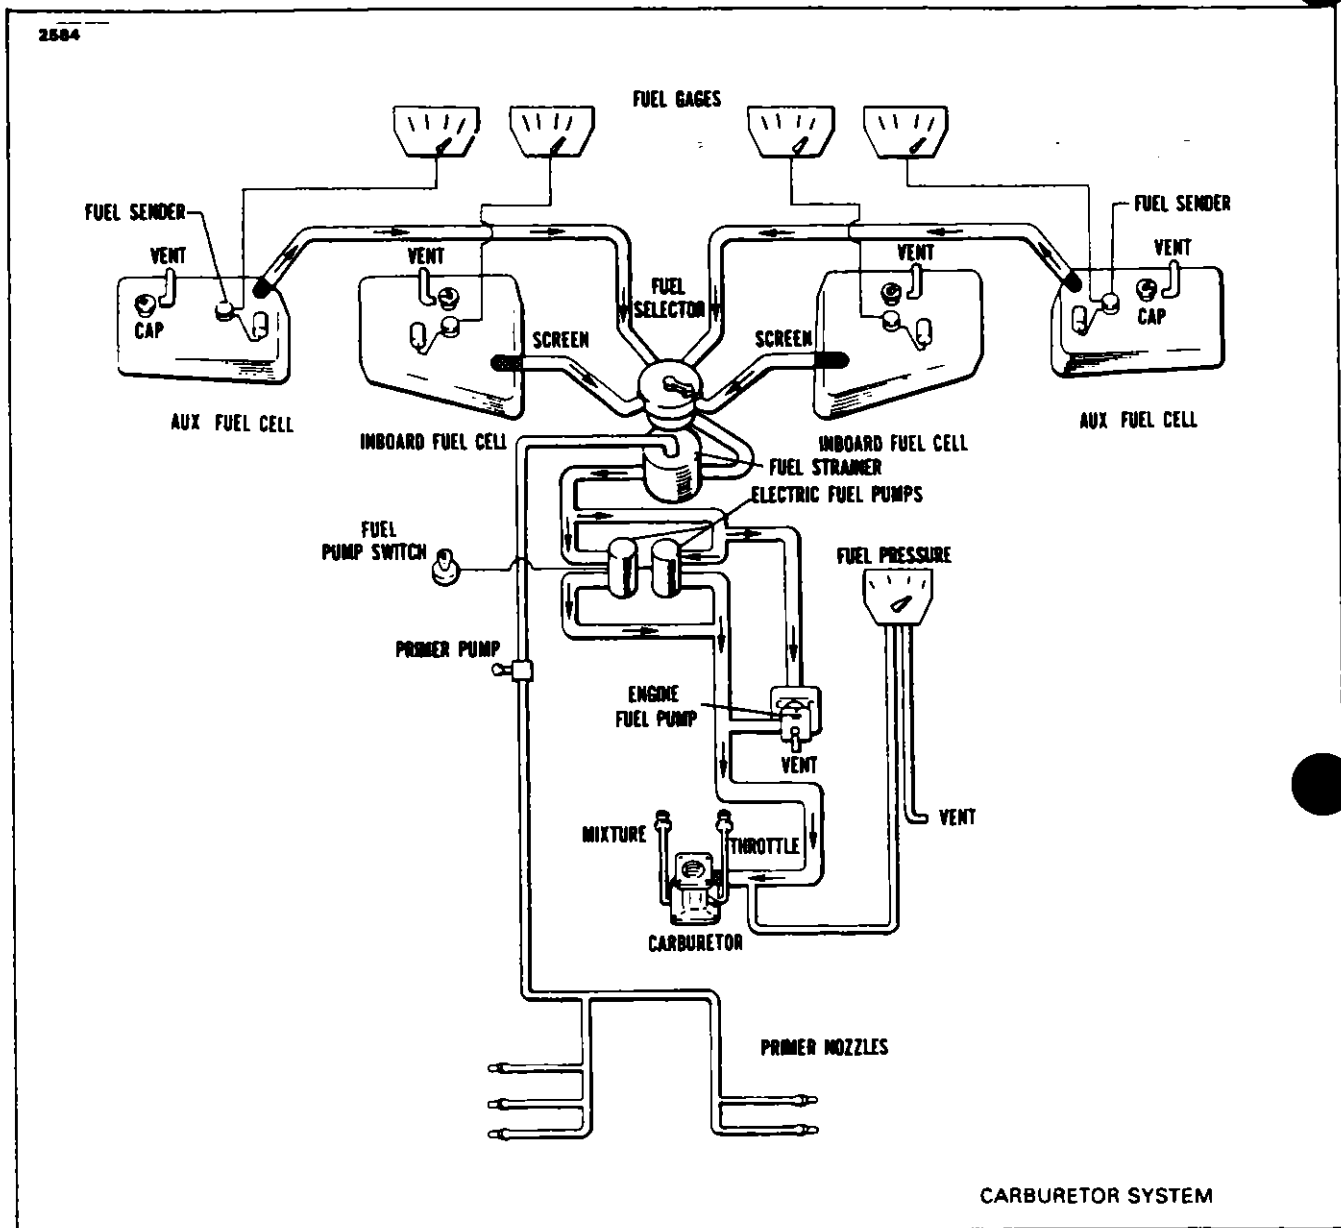 2584
FUEL GAGES
FUEL SENDER
FUEL SENDER
VENT
VENT
VENT
VENT
CAP
FUEL
SELECTOR
CAP
SCREEN
SCREEN
AUX FUEL CELL
INBOARD FUEL CELL
INBOARD FUEL CELL
AUX FUEL CELL
FUEL STRAINER
ELECTRIC FUEL PUMPS
FUEL
PUMP SWITCH
FUEL PRESSURE
PRIMER PUMP
ENGINE
FUEL PUMP
VENT
VENT
MIXTURE
THROTTLE
CARBURETOR
PRIMER NOZZLES
CARBURETOR SYSTEM